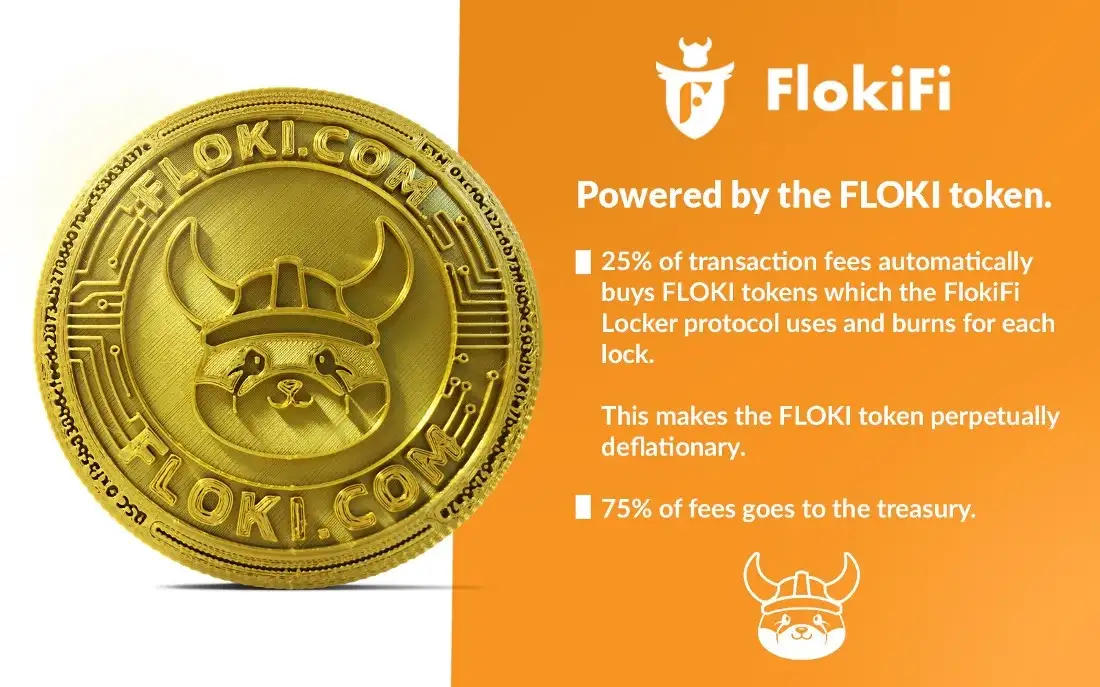 FLOKI.COM
FLOKI.COM
FlokiFi
Powered by the FLOKI token.
25% of transaction fees automatically
buys FLOKI tokens which the FlokiFi
Locker protocol uses and burns for each
lock.
This makes the FLOKI token perpetually
deflationary.
75% of fees goes to the treasury.